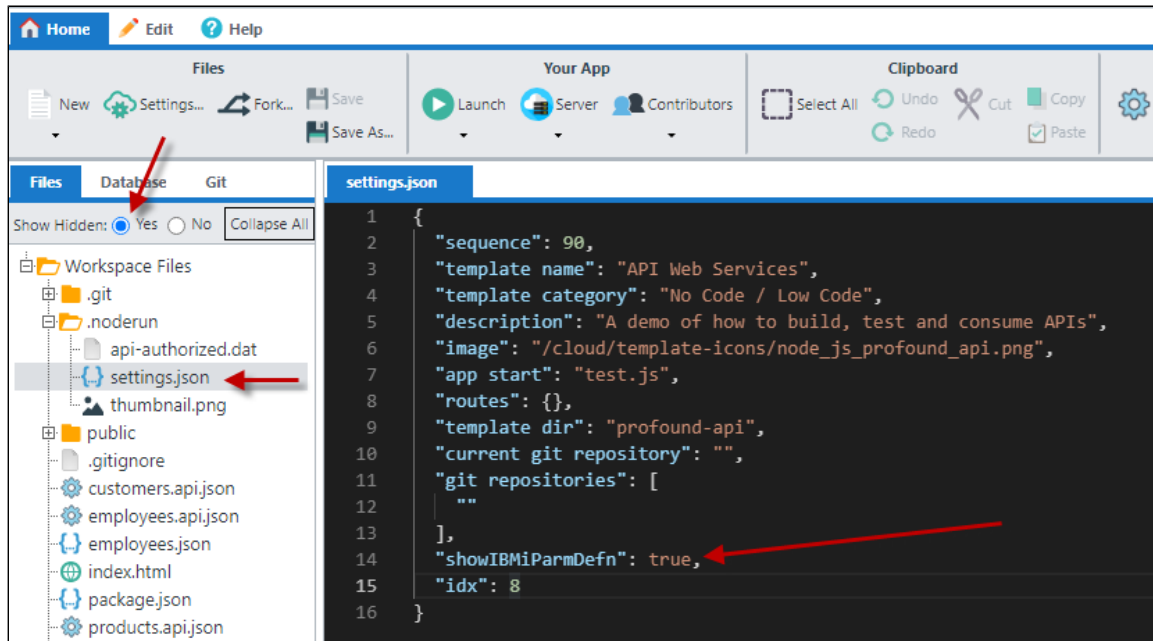 Home Edit Help
Files Your App Clipboard
New Settings... Fork... Save Launch Server Contributors Select All Undo Cut Copy
Save As... Redo Paste
Files Database Git settings.json
Show Hidden: Yes No Collapse All
Workspace Files
.git
.noderun
api-authorized.dat
settings.json
thumbnail.png
public
.gitignore
customers.api.json
employees.api.json
employees.json
index.html
package.json
products.api.json
1 {
2 "sequence": 90,
3 "template name": "API Web Services",
4 "template category": "No Code / Low Code",
5 "description": "A demo of how to build, test and consume APIs",
6 "image": "/cloud/template-icons/node_js_profound_api.png",
7 "app start": "test.js",
8 "routes": {},
9 "template dir": "profound-api",
10 "current git repository": "",
11 "git repositories": [
12 ""
13 ],
14 "showIBMiParmDefn": true,
15 "idx": 8
16 }